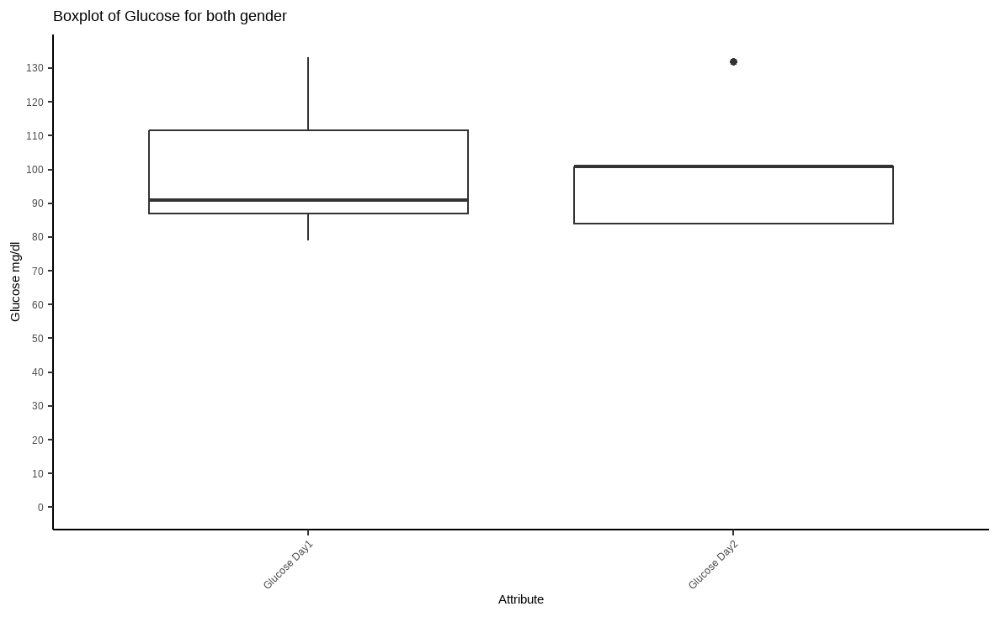 Boxplot of Glucose for both gender
130
120
110
100
90
80
70
60
50
40
30
20
10
0
Glucose mg/dl
Glucose Day1
Glucose Day2
Attribute